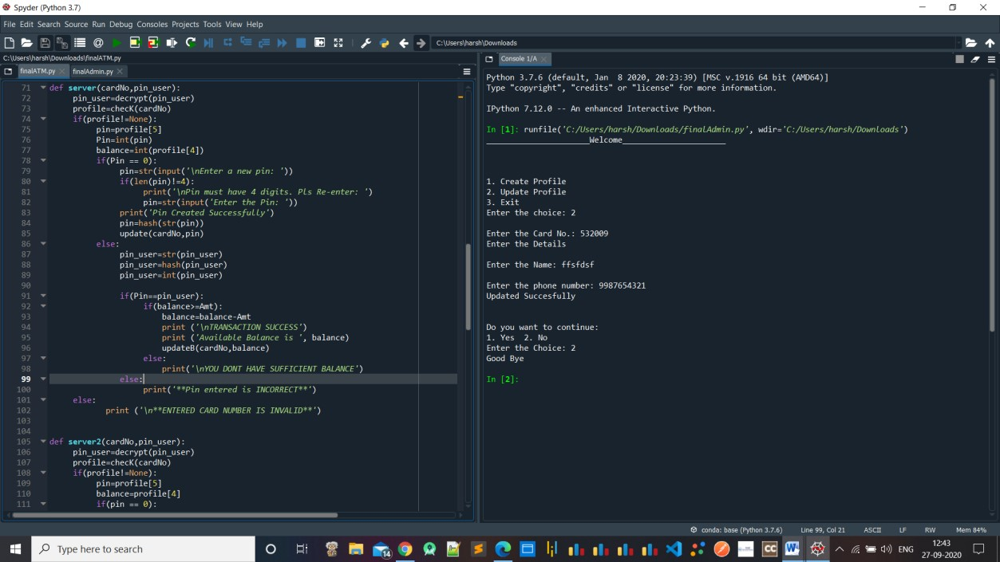 Spyder (Python 3.7)
File Edit Search Source Run Debug Consoles Projects Tools View Help
C:\Users\harsh\Downloads
C:\Users\harsh\Downloads\finalATM.py
finalATM.py finalAdmin.py
71 def server(cardNo,pin_user):
72 pin_user=decrypt(pin_user)
73 profile=checK(cardNo)
74 if(profile!=None):
75 pin=profile[5]
76 Pin=int(pin)
77 balance=int(profile[4])
78 if(Pin == 0):
79 pin=str(input('\nEnter a new pin: '))
80 if(len(pin)!=4):
81 print('\nPin must have 4 digits. Pls Re-enter: ')
82 pin=str(input('Enter the Pin: '))
83 print('Pin Created Successfully')
84 pin=hash(str(pin))
85 update(cardNo,pin)
86 else:
87 pin_user=str(pin_user)
88 pin_user=hash(pin_user)
89 pin_user=int(pin_user)
90
91 if(Pin==pin_user):
92 if(balance>=Amt):
93 balance=balance-Amt
94 print ('\nTRANSACTION SUCCESS')
95 print ('Available Balance is ', balance)
96 updateB(cardNo,balance)
97 else:
98 print('\nYOU DONT HAVE SUFFICIENT BALANCE')
99 else:
100 print('**Pin entered is INCORRECT**')
101 else:
102 print ('\n**ENTERED CARD NUMBER IS INVALID**')
103
104
105 def server2(cardNo,pin_user):
106 pin_user=decrypt(pin_user)
107 profile=checK(cardNo)
108 if(profile!=None):
109 pin=profile[5]
110 balance=profile[4]
111 if(pin == 0):
Console 1/A
Python 3.7.6 (default, Jan 8 2020, 20:23:39) [MSC v.1916 64 bit (AMD64)]
Type "copyright", "credits" or "license" for more information.
IPython 7.12.0 -- An enhanced Interactive Python.
In [1]: runfile('C:/Users/harsh/Downloads/finalAdmin.py', wdir='C:/Users/harsh/Downloads')
_____________________Welcome_____________________
1. Create Profile
2. Update Profile
3. Exit
Enter the choice: 2
Enter the Card No.: 532009
Enter the Details
Enter the Name: ffsfdsf
Enter the phone number: 9987654321
Updated Succesfully
Do you want to continue:
1. Yes 2. No
Enter the Choice: 2
Good Bye
In [2]:
conda: base (Python 3.7.6) Line 99, Col 21 ASCII LF RW Mem 84%
Type here to search
14
CC
W
ENG
12:43
27-09-2020